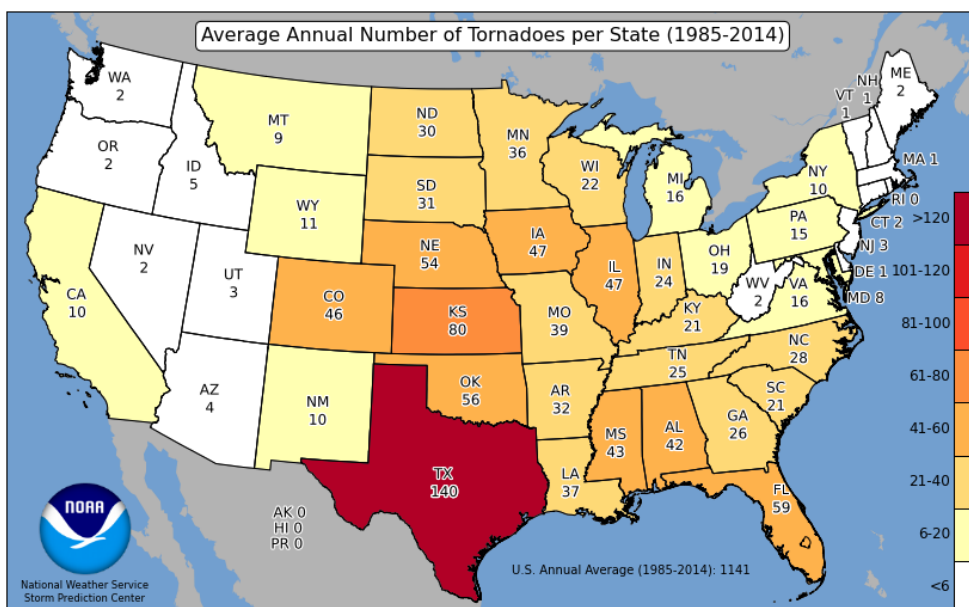 Average Annual Number of Tornadoes per State (1985-2014)
WA
2
OR
2
ID
5
MT
9
ND
30
MN
36
WI
22
MI
16
NY
10
VT
1
NH
1
ME
2
MA 1
RI 0
CT 2
NJ 3
DE 1
MD 8
PA
15
OH
19
WV
2
VA
16
WY
11
SD
31
NE
54
IA
47
IL
47
IN
24
KY
21
NV
2
UT
3
CO
46
KS
80
MO
39
CA
10
AZ
4
NM
10
OK
56
AR
32
TN
25
NC
28
SC
21
GA
26
AL
42
MS
43
LA
37
TX
140
FL
59
AK 0
HI 0
PR 0
>120
101-120
81-100
61-80
41-60
21-40
6-20
<6
NOAA
National Weather Service
Storm Prediction Center
U.S. Annual Average (1985-2014): 1141